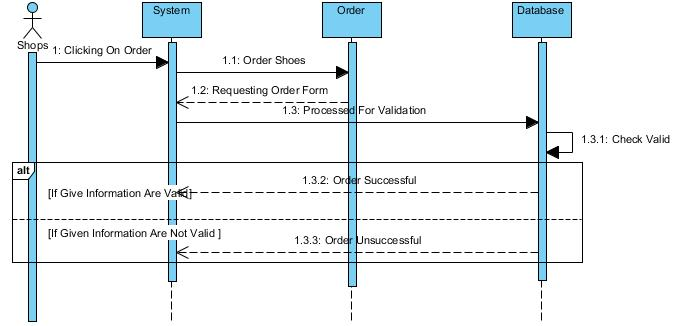 System
Order
Database
Shops
1: Clicking On Order
1.1: Order Shoes
1.2: Requesting Order Form
1.3: Processed For Validation
1.3.1: Check Valid
alt
1.3.2: Order Successful
[If Give Information Are Valid]
[If Given Information Are Not Valid ]
1.3.3: Order Unsuccessful